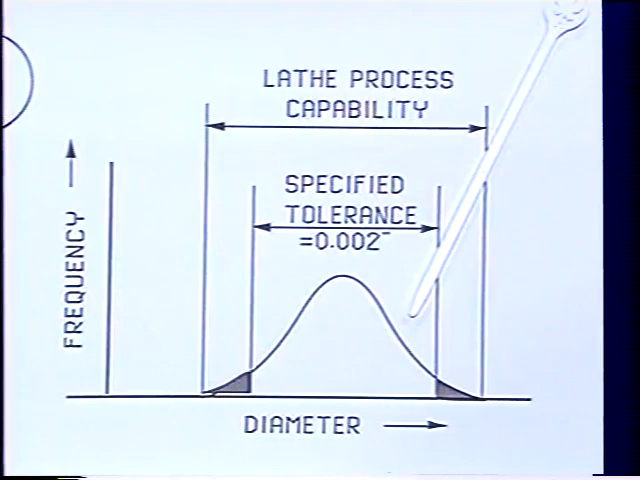 LATHE PROCESS
CAPABILITY
SPECIFIED
TOLERANCE
=0.002"
FREQUENCY
DIAMETER